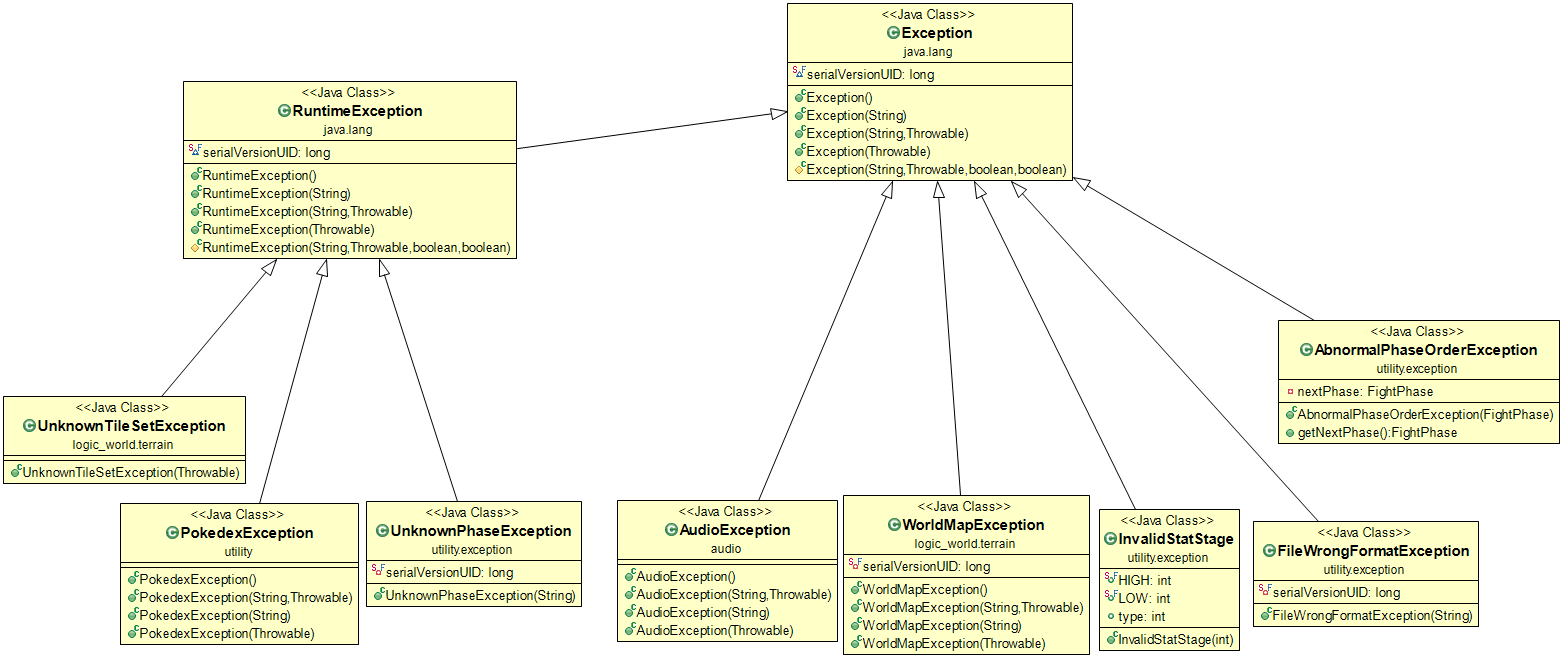 <<Java Class>>
Exception
java.lang
serialVersionUID: long
Exception()
Exception(String)
Exception(String,Throwable)
Exception(Throwable)
Exception(String,Throwable,boolean,boolean)
<<Java Class>>
RuntimeException
java.lang
serialVersionUID: long
RuntimeException()
RuntimeException(String)
RuntimeException(String,Throwable)
RuntimeException(Throwable)
RuntimeException(String,Throwable,boolean,boolean)
<<Java Class>>
AbnormalPhaseOrderException
utility.exception
nextPhase: FightPhase
AbnormalPhaseOrderException(FightPhase)
getNextPhase():FightPhase
<<Java Class>>
UnknownTileSetException
logic_world.terrain
UnknownTileSetException(Throwable)
<<Java Class>>
PokedexException
utility
PokedexException()
PokedexException(String,Throwable)
PokedexException(String)
PokedexException(Throwable)
<<Java Class>>
UnknownPhaseException
utility.exception
serialVersionUID: long
UnknownPhaseException(String)
<<Java Class>>
AudioException
audio
AudioException()
AudioException(String,Throwable)
AudioException(String)
AudioException(Throwable)
<<Java Class>>
WorldMapException
logic_world.terrain
serialVersionUID: long
WorldMapException()
WorldMapException(String,Throwable)
WorldMapException(String)
WorldMapException(Throwable)
<<Java Class>>
InvalidStatStage
utility.exception
HIGH: int
LOW: int
type: int
InvalidStatStage(int)
<<Java Class>>
FileWrongFormatException
utility.exception
serialVersionUID: long
FileWrongFormatException(String)